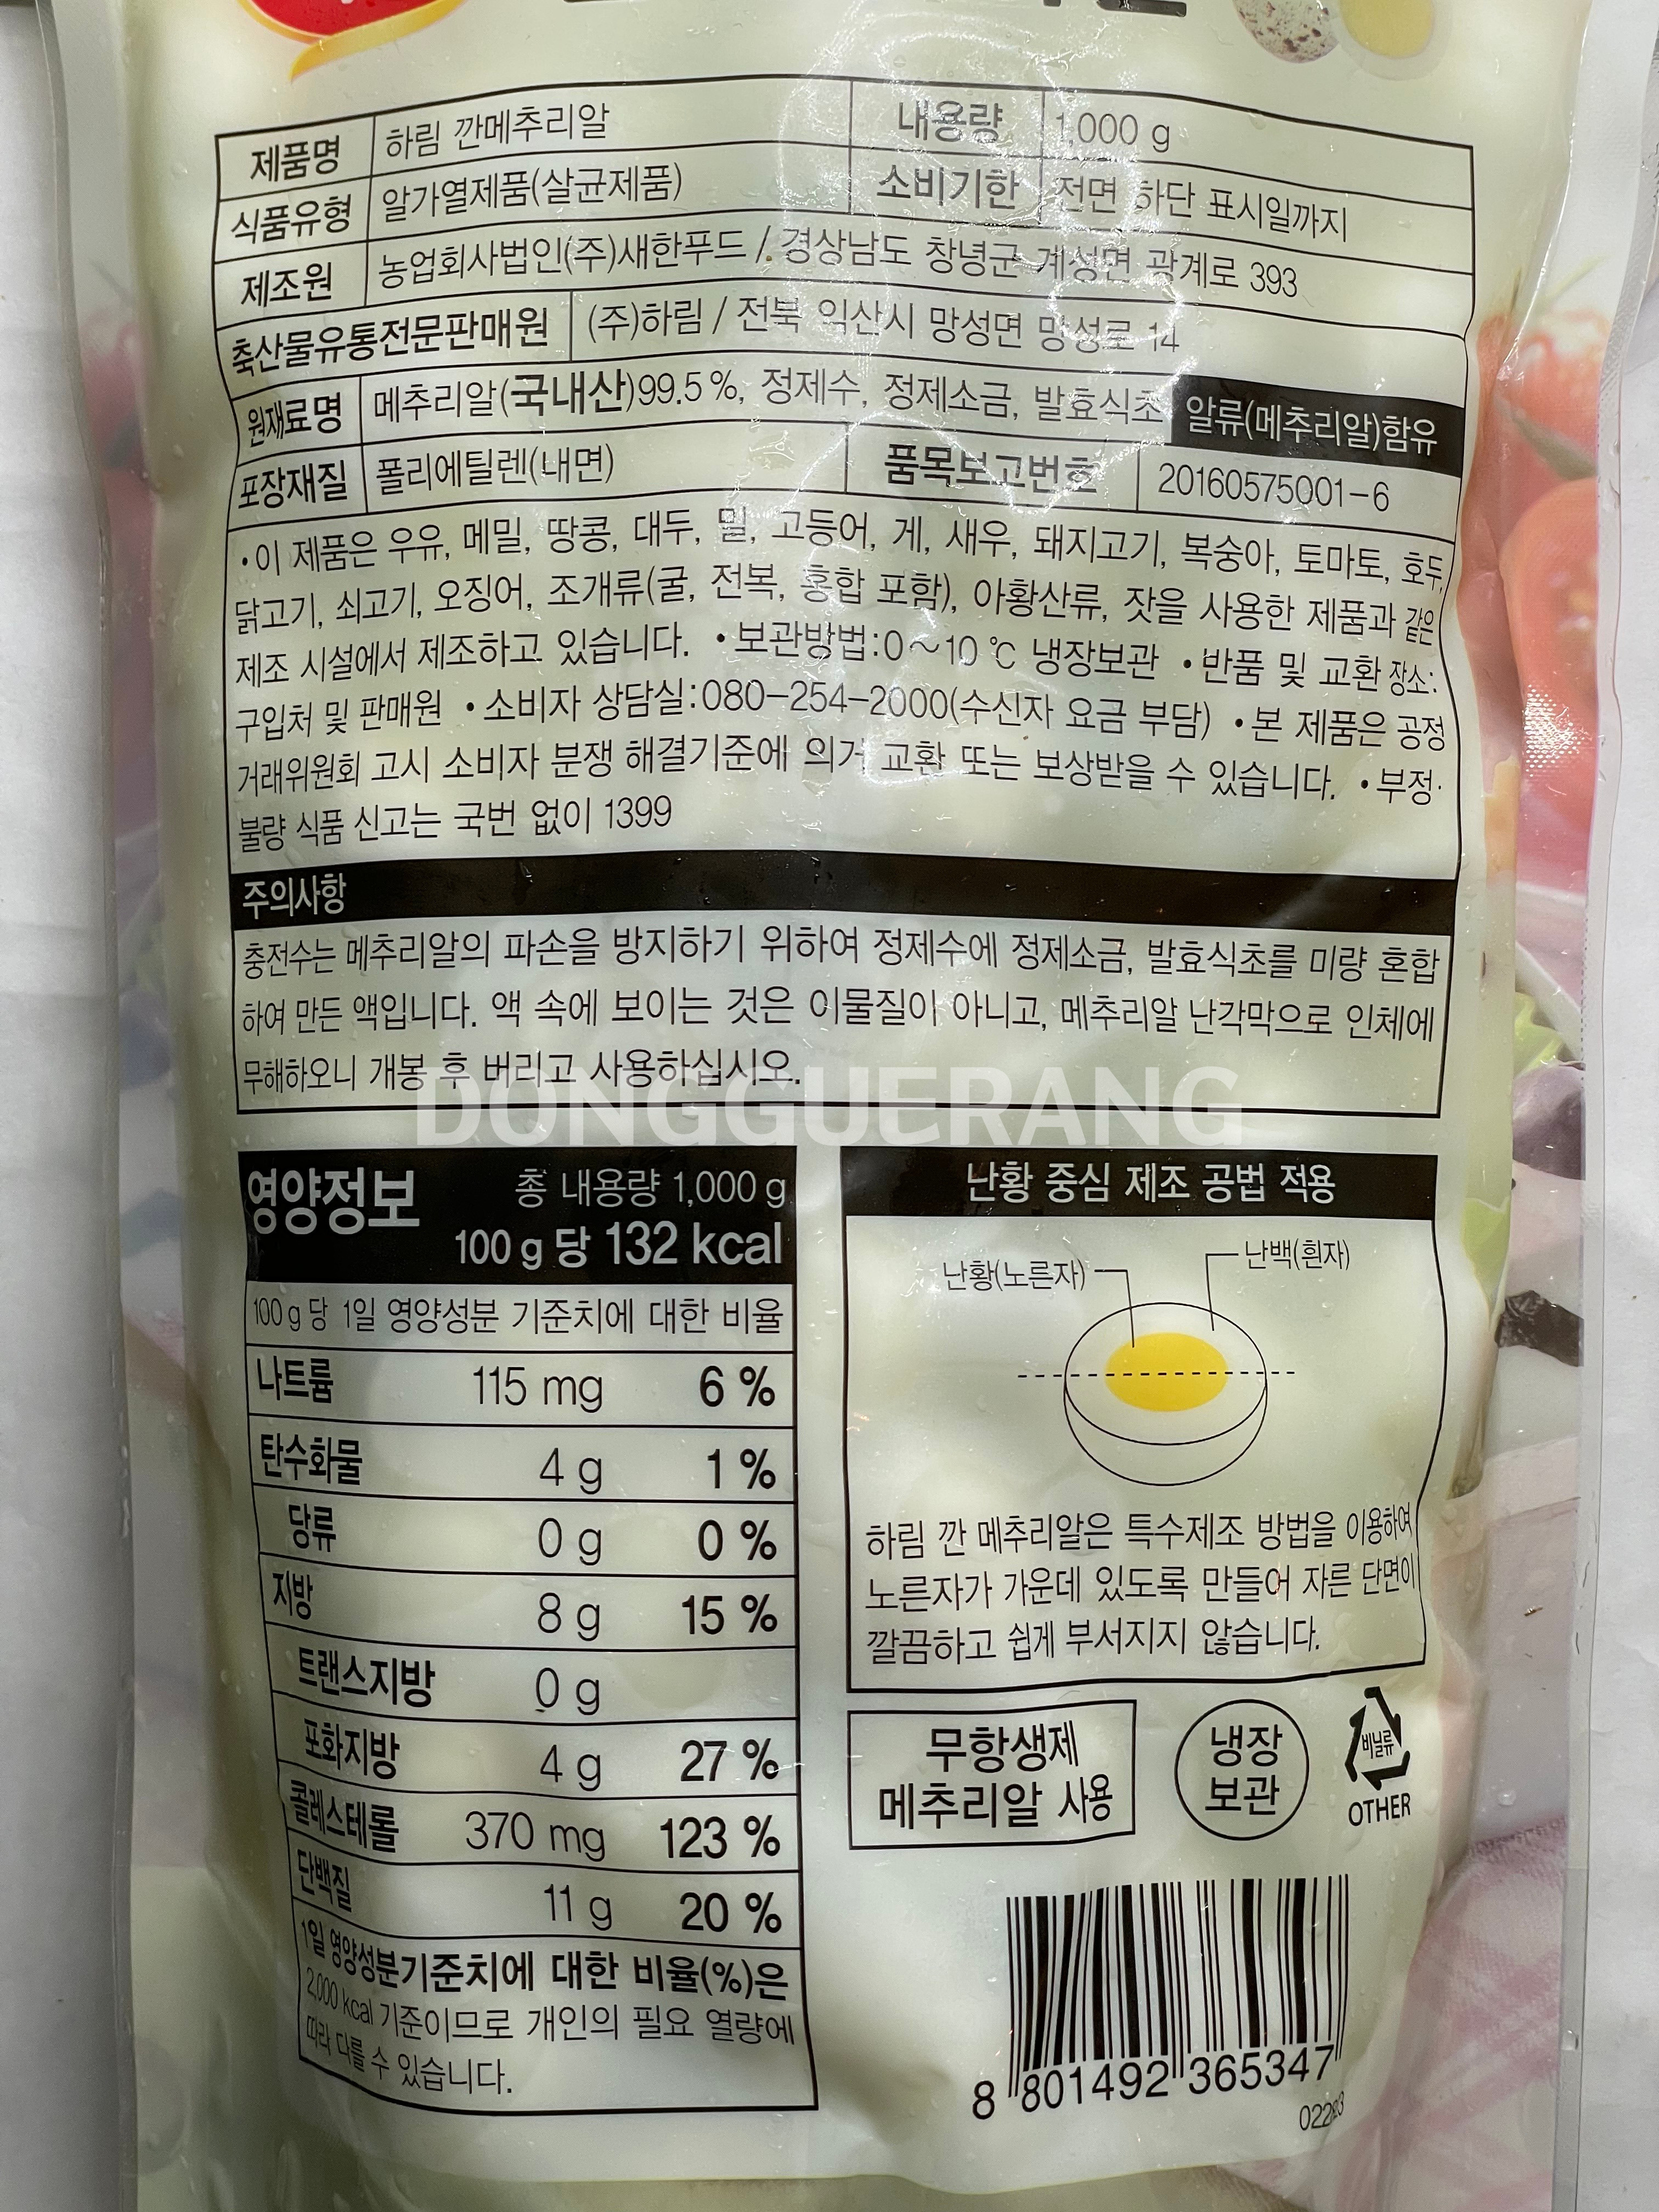 제품명 하림 깐메추리알 내용량 1,000 g
식품유형 알가열제품(살균제품) 소비기한 전면 하단 표시일까지
제조원 농업회사법인(주)새한푸드 / 경상남도 창녕군 계성면 광계로 393
축산물유통전문판매원 (주)하림 / 전북 익산시 망성면 망성로 14
원재료명 메추리알(국내산)99.5 %, 정제수, 정제소금, 발효식초 알류(메추리알)함유
포장재질 폴리에틸렌(내면) 품목보고번호 20160575001-6
•이 제품은 우유, 메밀, 땅콩, 대두, 밀, 고등어, 게, 새우, 돼지고기, 복숭아, 토마토, 호두,
닭고기, 쇠고기, 오징어, 조개류(굴, 전복, 홍합 포함), 아황산류, 잣을 사용한 제품과 같은
제조 시설에서 제조하고 있습니다. •보관방법:0~10 ℃ 냉장보관 •반품 및 교환 장소:
구입처 및 판매원 •소비자 상담실:080-254-2000(수신자 요금 부담) •본 제품은 공정
거래위원회 고시 소비자 분쟁 해결기준에 의거 교환 또는 보상받을 수 있습니다. •부정·
불량 식품 신고는 국번 없이 1399
주의사항
충전수는 메추리알의 파손을 방지하기 위하여 정제수에 정제소금, 발효식초를 미량 혼합
하여 만든 액입니다. 액 속에 보이는 것은 이물질이 아니고, 메추리알 난각막으로 인체에
무해하오니 개봉 후 버리고 사용하십시오.
DONGGUERANG
영양정보 총 내용량 1,000 g
100 g 당 132 kcal
100 g 당 1일 영양성분 기준치에 대한 비율
나트륨 115 mg 6 %
탄수화물 4 g 1 %
당류 0 g 0 %
지방 8 g 15 %
트랜스지방 0 g
포화지방 4 g 27 %
콜레스테롤 370 mg 123 %
단백질 11 g 20 %
1일 영양성분기준치에 대한 비율(%)은
2,000 kcal 기준이므로 개인의 필요 열량에
따라 다를 수 있습니다.
난황 중심 제조 공법 적용
난황(노른자) 난백(흰자)
하림 깐 메추리알은 특수제조 방법을 이용하여
노른자가 가운데 있도록 만들어 자른 단면이
깔끔하고 쉽게 부서지지 않습니다.
무항생제
메추리알 사용
냉장
보관
비닐류
OTHER
8 801492 365347